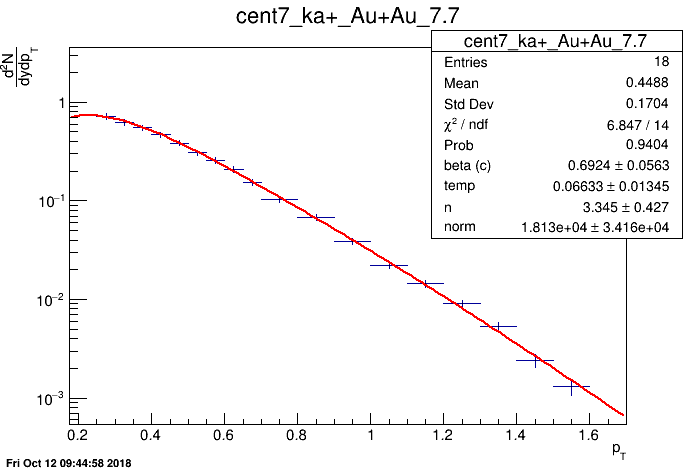 cent7_ka+_Au+Au_7.7
cent7_ka+_Au+Au_7.7
Entries 18
Mean 0.4488
Std Dev 0.1704
χ² / ndf 6.847 / 14
Prob 0.9404
beta (c) 0.6924 ± 0.0563
temp 0.06633 ± 0.01345
n 3.345 ± 0.427
norm 1.813e+04 ± 3.416e+04
d²N
dydp_T
1
10⁻¹
10⁻²
10⁻³
0.2 0.4 0.6 0.8 1 1.2 1.4 1.6
p_T
Fri Oct 12 09:44:58 2018